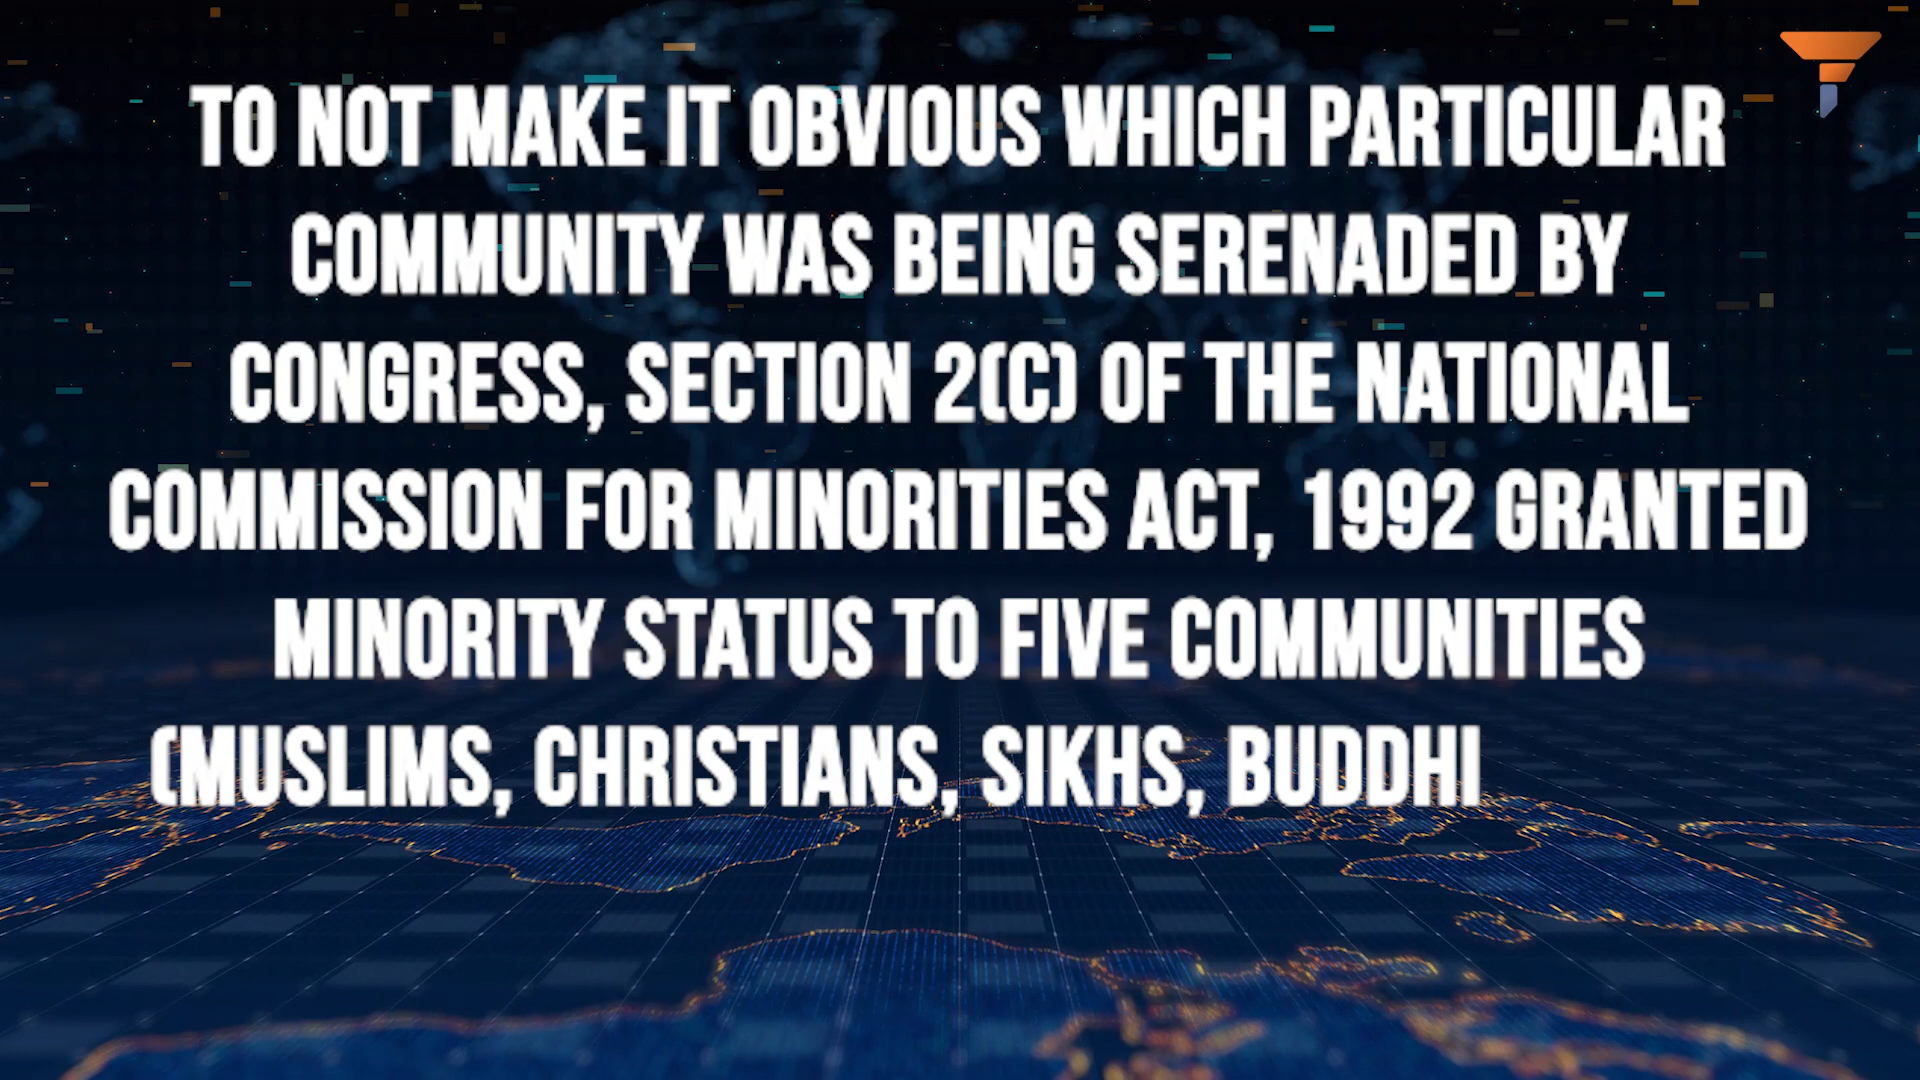 TO NOT MAKE IT OBVIOUS WHICH PARTICULAR
COMMUNITY WAS BEING SERENADED BY
CONGRESS, SECTION 2(C) OF THE NATIONAL
COMMISSION FOR MINORITIES ACT, 1992 GRANTED
MINORITY STATUS TO FIVE COMMUNITIES
(MUSLIMS, CHRISTIANS, SIKHS, BUDDHI